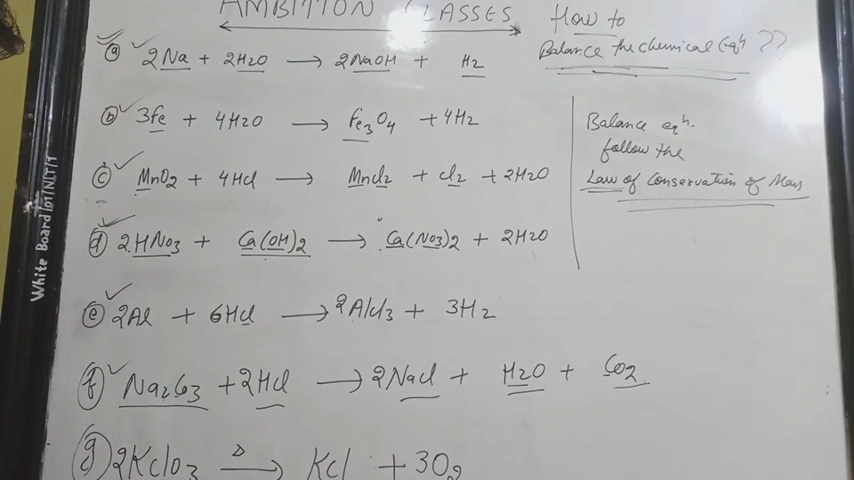 AMBITION CLASSES
How to
Balance the chemical Eqⁿ ??
(a) 2Na + 2H2O ⟶ 2NaOH + H2
(b) 3Fe + 4H2O ⟶ Fe3O4 + 4H2
(c) MnO2 + 4HCl ⟶ MnCl2 + Cl2 + 2H2O
(d) 2HNO3 + Ca(OH)2 ⟶ Ca(NO3)2 + 2H2O
(e) 2Al + 6HCl ⟶ 2AlCl3 + 3H2
(f) Na2CO3 + 2HCl ⟶ 2NaCl + H2O + CO2
(g) 2KClO3 Δ⟶ KCl + 3O2
Balance eqⁿ.
follow the
Law of Conservation of Mass
White Board